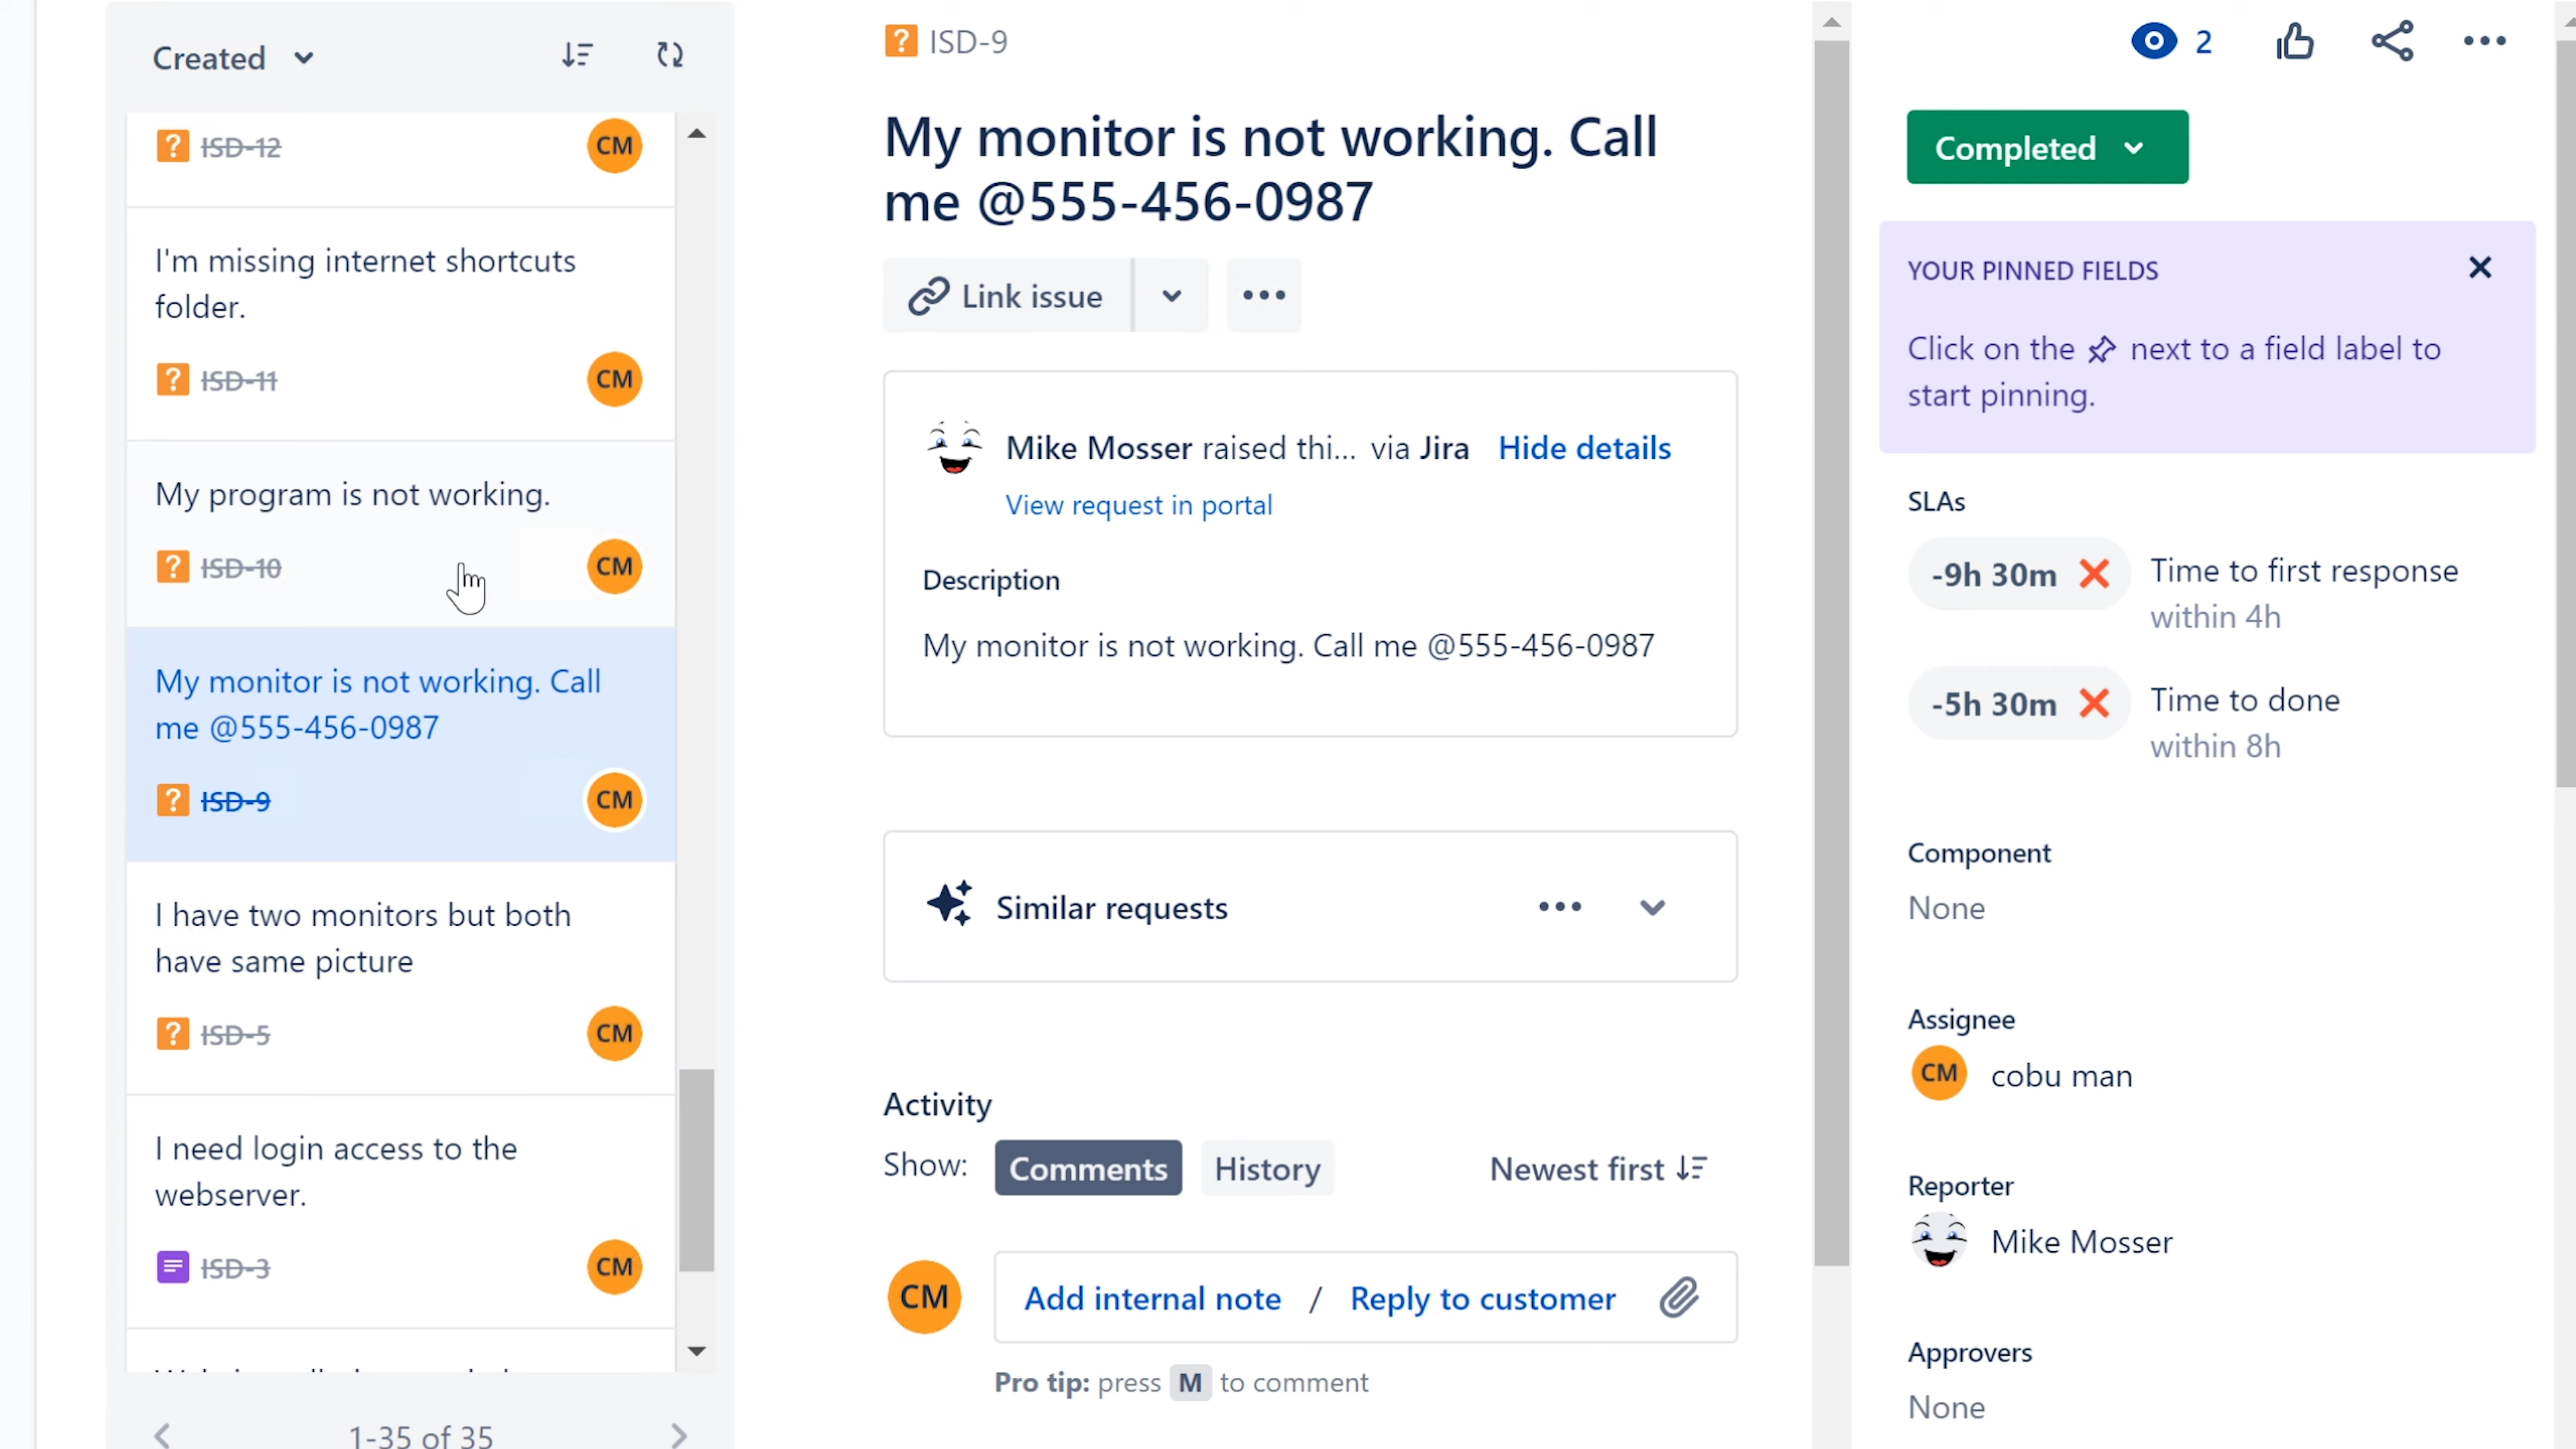 Created
ISD-12
CM
I'm missing internet shortcuts
folder.
ISD-11
CM
My program is not working.
ISD-10
CM
My monitor is not working. Call
me @555-456-0987
ISD-9
CM
I have two monitors but both
have same picture
ISD-5
CM
I need login access to the
webserver.
ISD-3
CM
1-35 of 35
ISD-9
My monitor is not working. Call
me @555-456-0987
Link issue
Mike Mosser raised thi... via Jira Hide details
View request in portal
Description
My monitor is not working. Call me @555-456-0987
Similar requests
Activity
Show: Comments History Newest first
CM Add internal note / Reply to customer
Pro tip: press M to comment
2
Completed
YOUR PINNED FIELDS
Click on the next to a field label to
start pinning.
SLAs
-9h 30m Time to first response
within 4h
-5h 30m Time to done
within 8h
Component
None
Assignee
CM cobu man
Reporter
Mike Mosser
Approvers
None